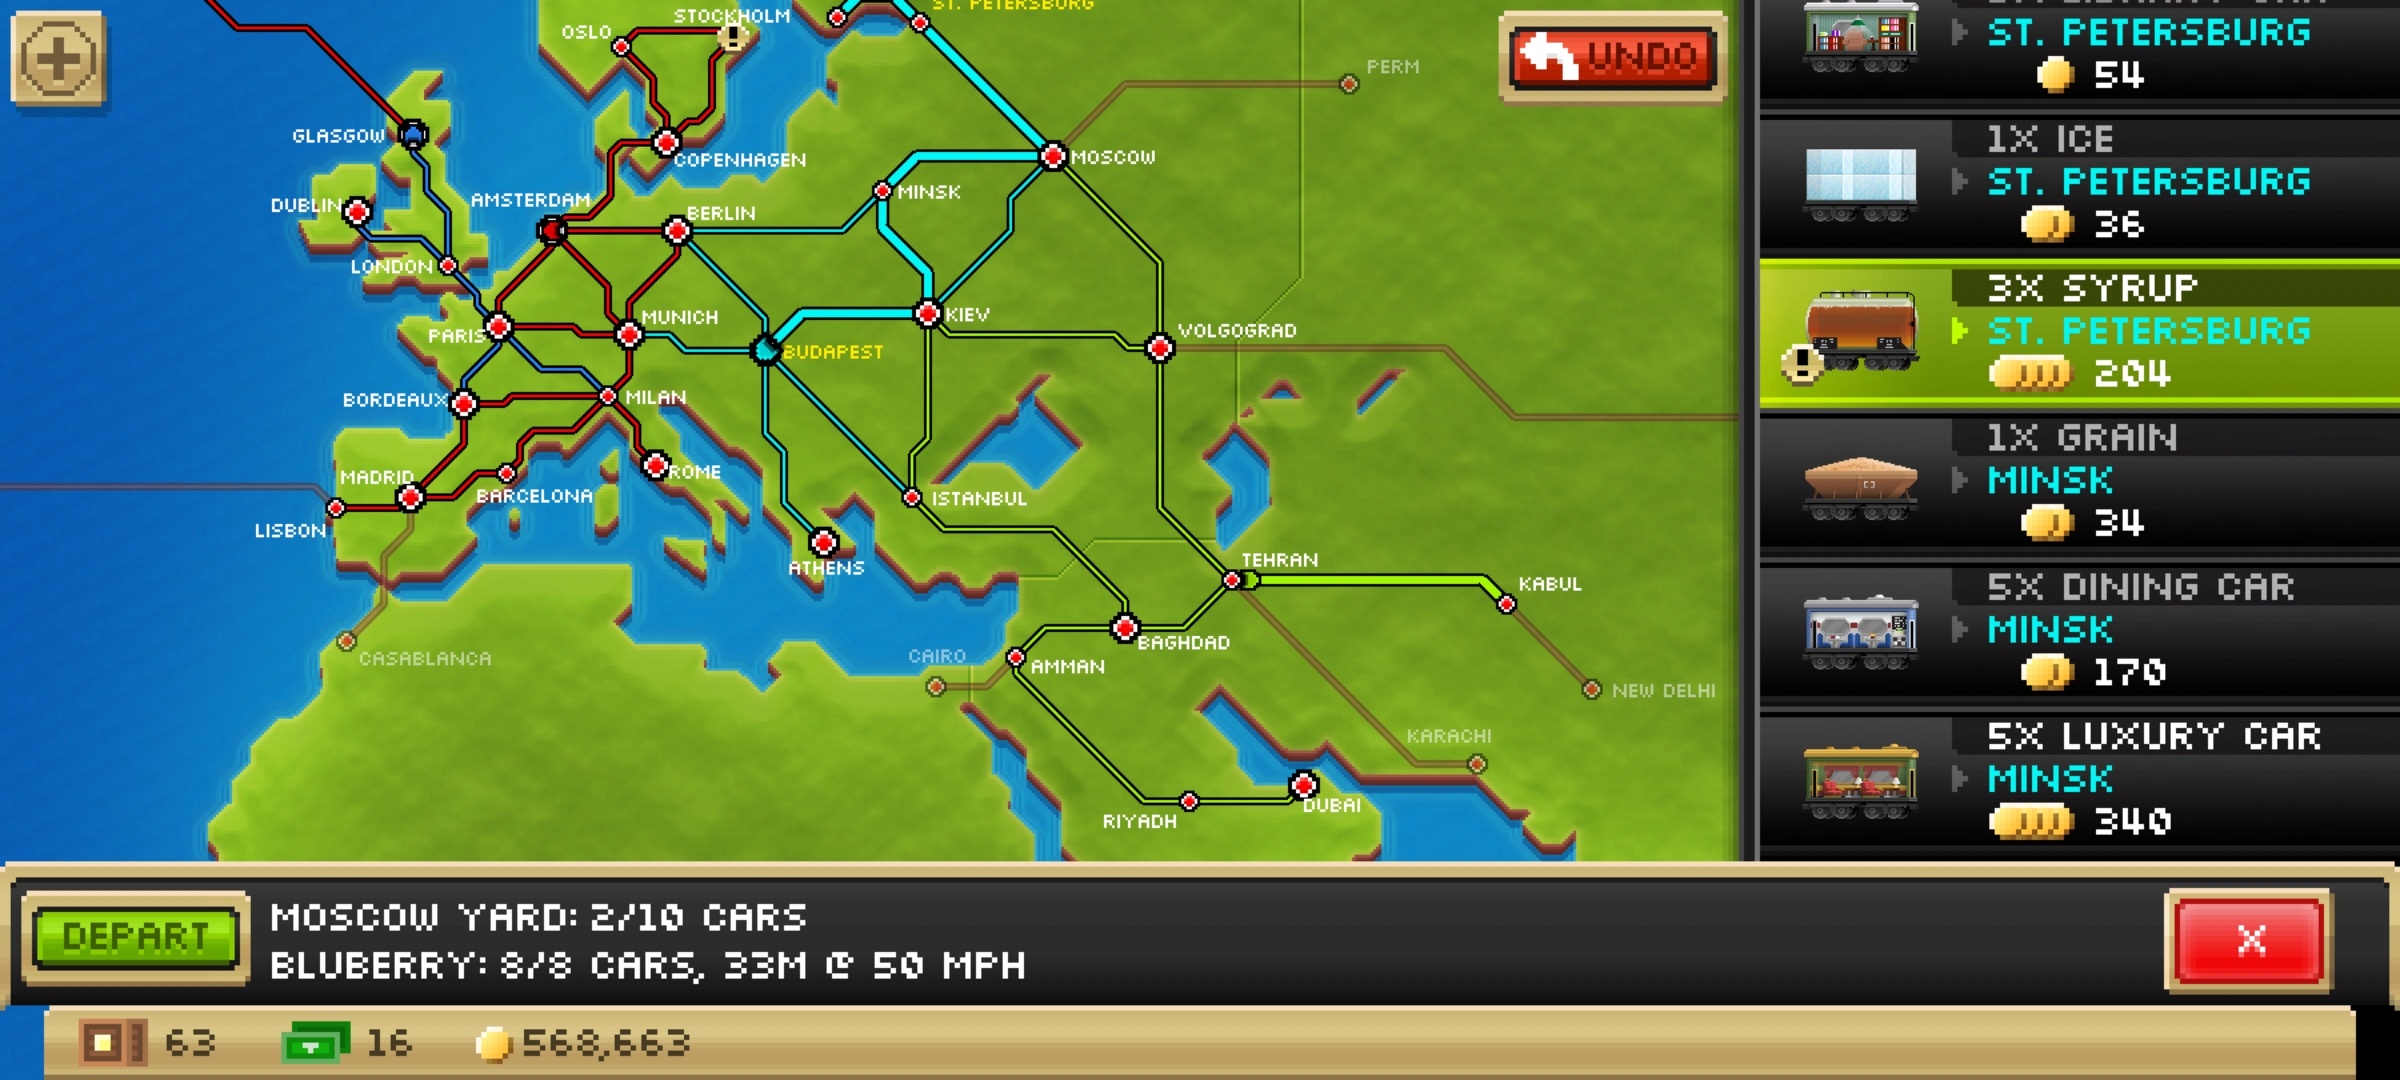 ST. PETERSBURG
STOCKHOLM
OSLO
UNDO
PERM
GLASGOW
COPENHAGEN
MOSCOW
MINSK
DUBLIN
AMSTERDAM
BERLIN
LONDON
PARIS
MUNICH
KIEV
VOLGOGRAD
BUDAPEST
BORDEAUX
MILAN
MADRID
BARCELONA
ROME
ISTANBUL
LISBON
ATHENS
TEHRAN
KABUL
CASABLANCA
CAIRO
AMMAN
BAGHDAD
NEW DELHI
KARACHI
RIYADH
DUBAI
ST. PETERSBURG
54
1X ICE
ST. PETERSBURG
36
3X SYRUP
ST. PETERSBURG
204
1X GRAIN
MINSK
34
5X DINING CAR
MINSK
170
5X LUXURY CAR
MINSK
340
DEPART
MOSCOW YARD: 2/10 CARS
BLUBERRY: 8/8 CARS, 33M @ 50 MPH
X
63
16
568,663